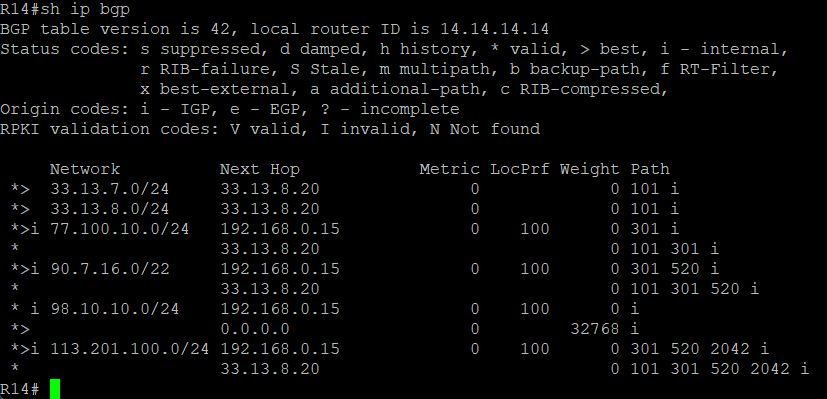 R14#sh ip bgp
BGP table version is 42, local router ID is 14.14.14.14
Status codes: s suppressed, d damped, h history, * valid, > best, i - internal,
              r RIB-failure, S Stale, m multipath, b backup-path, f RT-Filter,
              x best-external, a additional-path, c RIB-compressed,
Origin codes: i - IGP, e - EGP, ? - incomplete
RPKI validation codes: V valid, I invalid, N Not found

     Network          Next Hop            Metric LocPrf Weight Path
 *>  33.13.7.0/24     33.13.8.20               0             0 101 i
 *>  33.13.8.0/24     33.13.8.20               0             0 101 i
 *>i 77.100.10.0/24   192.168.0.15             0    100      0 301 i
 *                    33.13.8.20                             0 101 301 i
 *>i 90.7.16.0/22     192.168.0.15             0    100      0 301 520 i
 *                    33.13.8.20                             0 101 301 520 i
 * i 98.10.10.0/24    192.168.0.15             0    100      0 i
 *>                   0.0.0.0                  0         32768 i
 *>i 113.201.100.0/24 192.168.0.15             0    100      0 301 520 2042 i
 *                    33.13.8.20                             0 101 301 520 2042 i
R14#